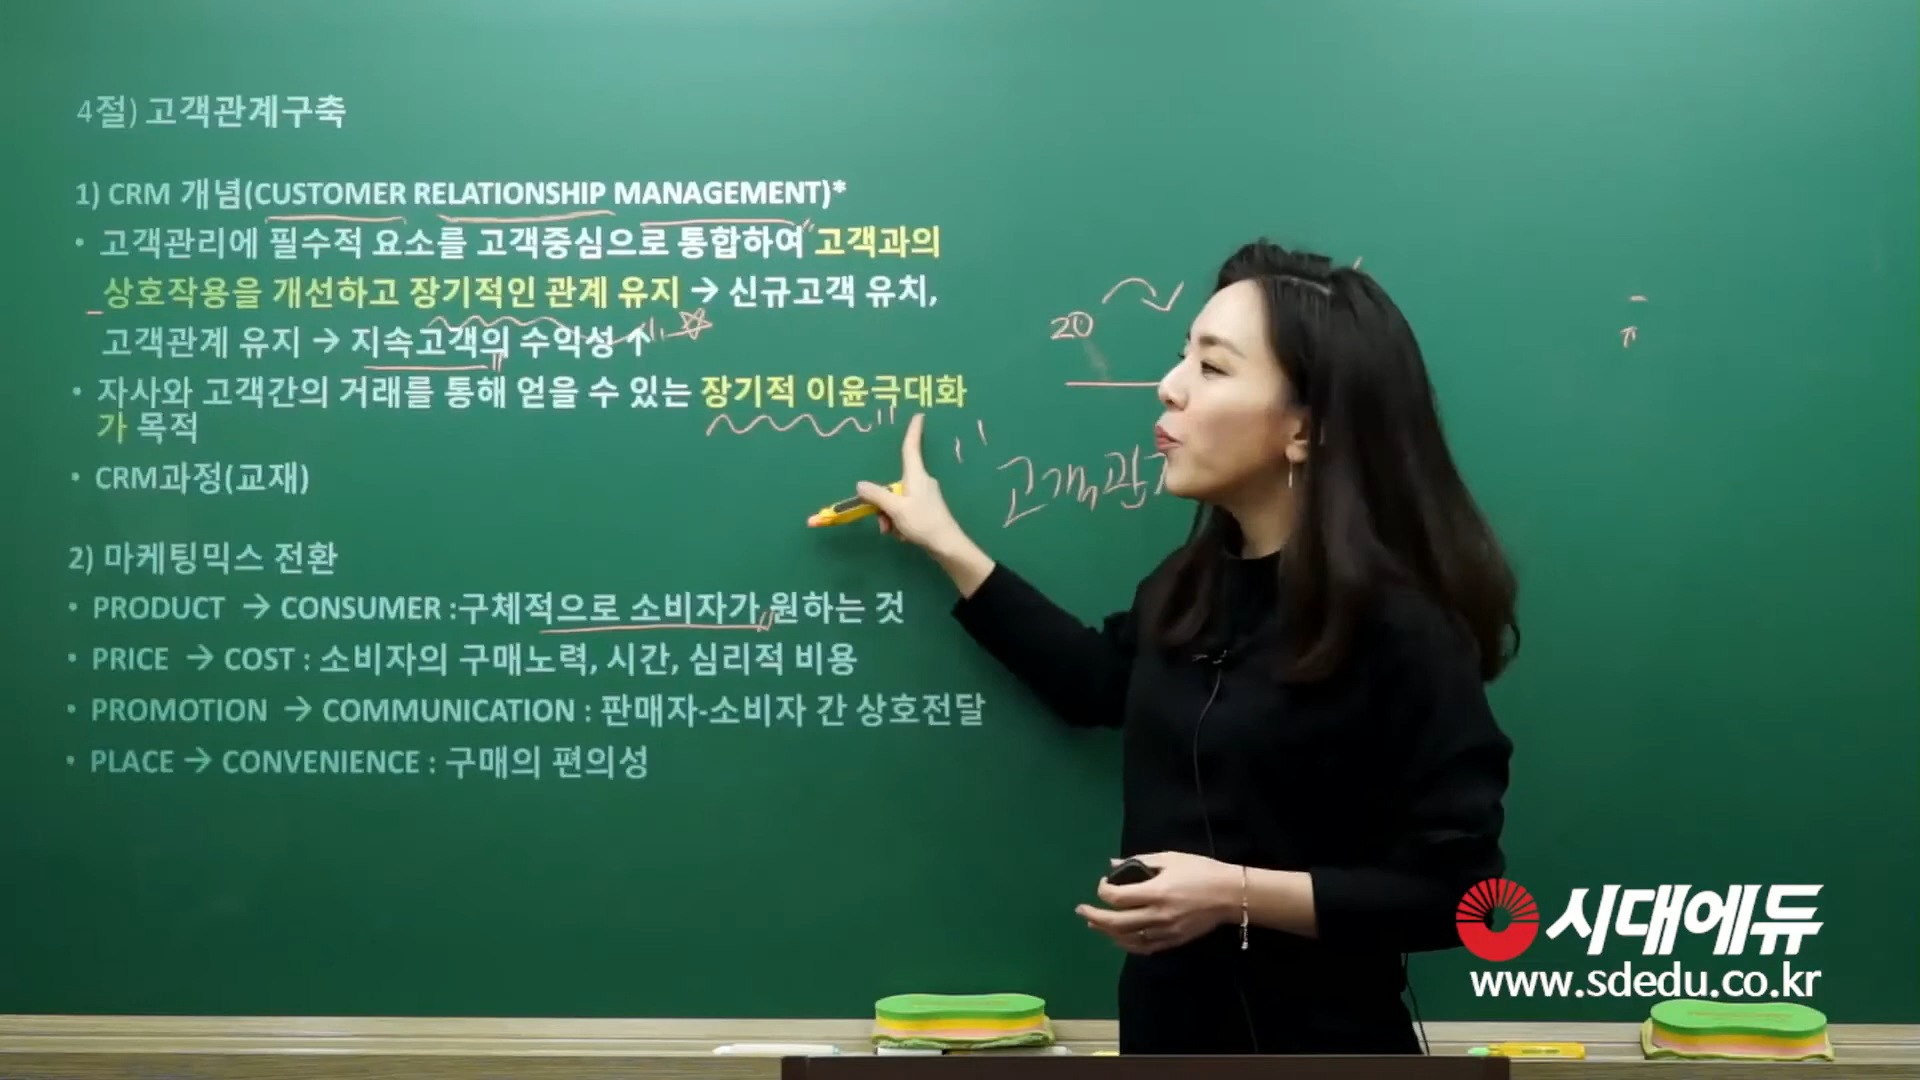 4절) 고객관계구축
1) CRM 개념(CUSTOMER RELATIONSHIP MANAGEMENT)*
• 고객관리에 필수적 요소를 고객중심으로 통합하여 고객과의
상호작용을 개선하고 장기적인 관계 유지 → 신규고객 유치,
고객관계 유지 → 지속고객의 수익성 ↑
• 자사와 고객간의 거래를 통해 얻을 수 있는 장기적 이윤극대화
가 목적
• CRM과정(교재)
2) 마케팅믹스 전환
• PRODUCT → CONSUMER :구체적으로 소비자가 원하는 것
• PRICE → COST : 소비자의 구매노력, 시간, 심리적 비용
• PROMOTION → COMMUNICATION : 판매자-소비자 간 상호전달
• PLACE → CONVENIENCE : 구매의 편의성
20
고객관
시대에듀
www.sdedu.co.kr